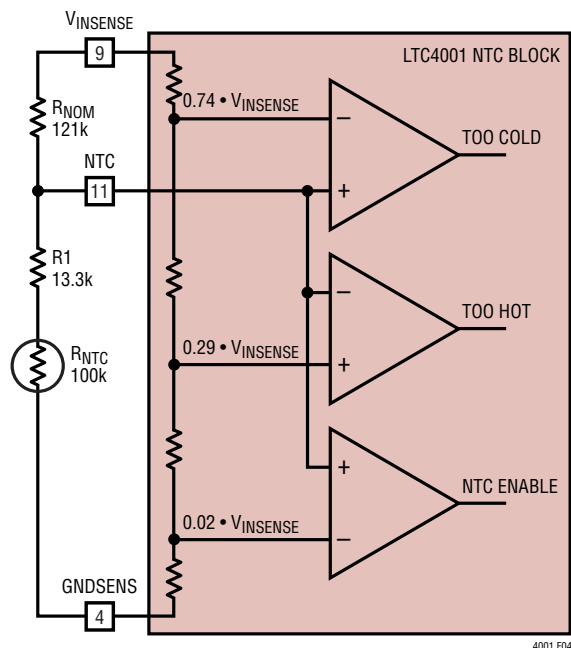 VINSENSE
9
LTC4001 NTC BLOCK
RNOM
121k
0.74 • VINSENSE
−
TOO COLD
NTC
11
+
R1
13.3k
−
TOO HOT
RNTC
100k
0.29 • VINSENSE
+
+
NTC ENABLE
0.02 • VINSENSE
−
GNDSENS
4
4001 F04